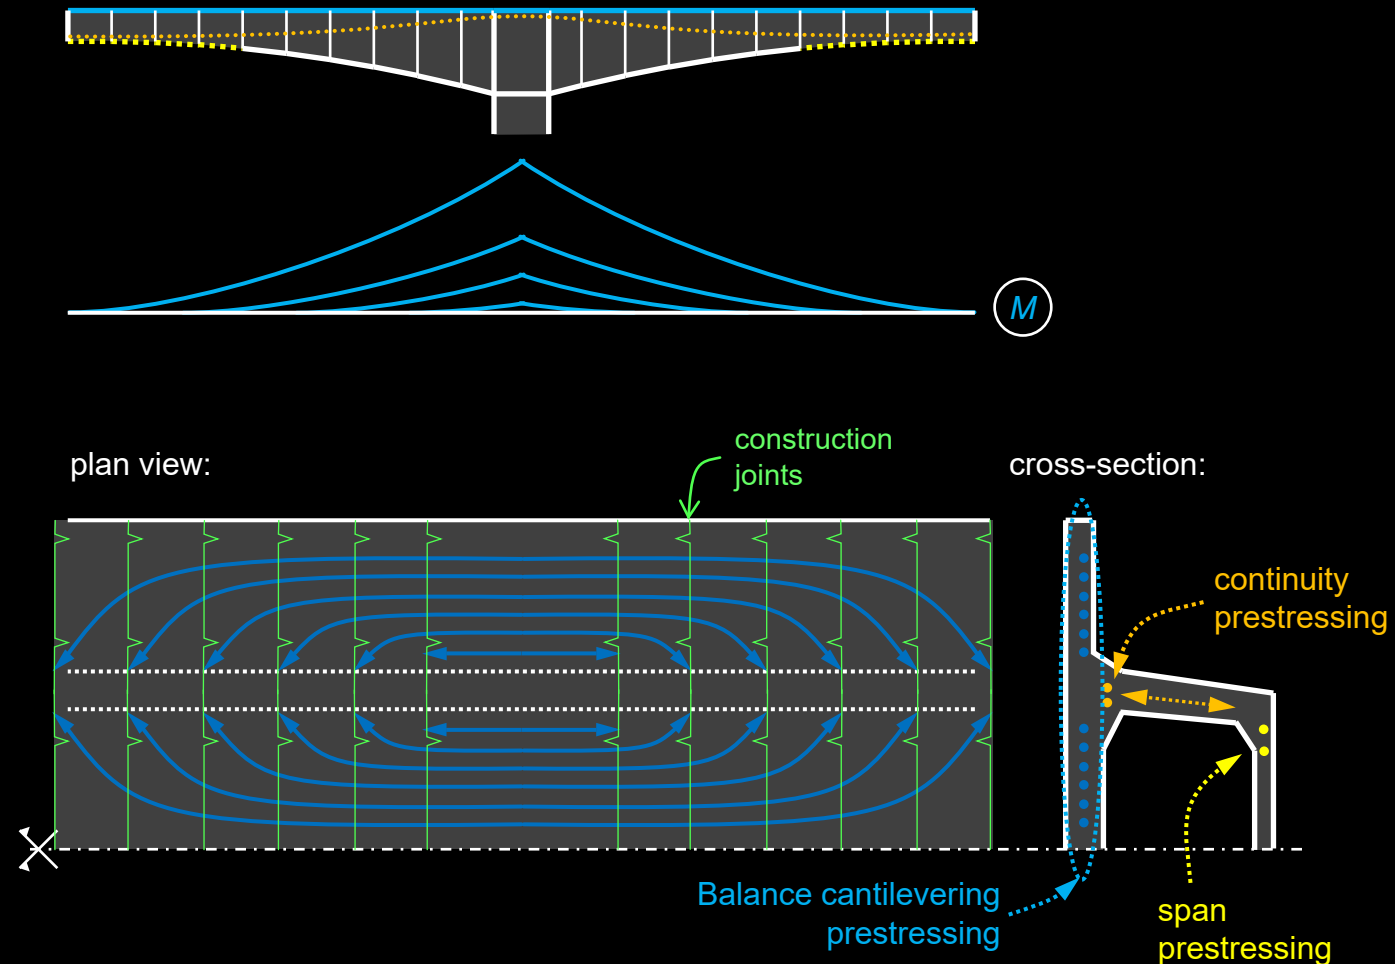 M
construction
joints
plan view:
cross-section:
continuity
prestressing
Balance cantilevering
prestressing
span
prestressing